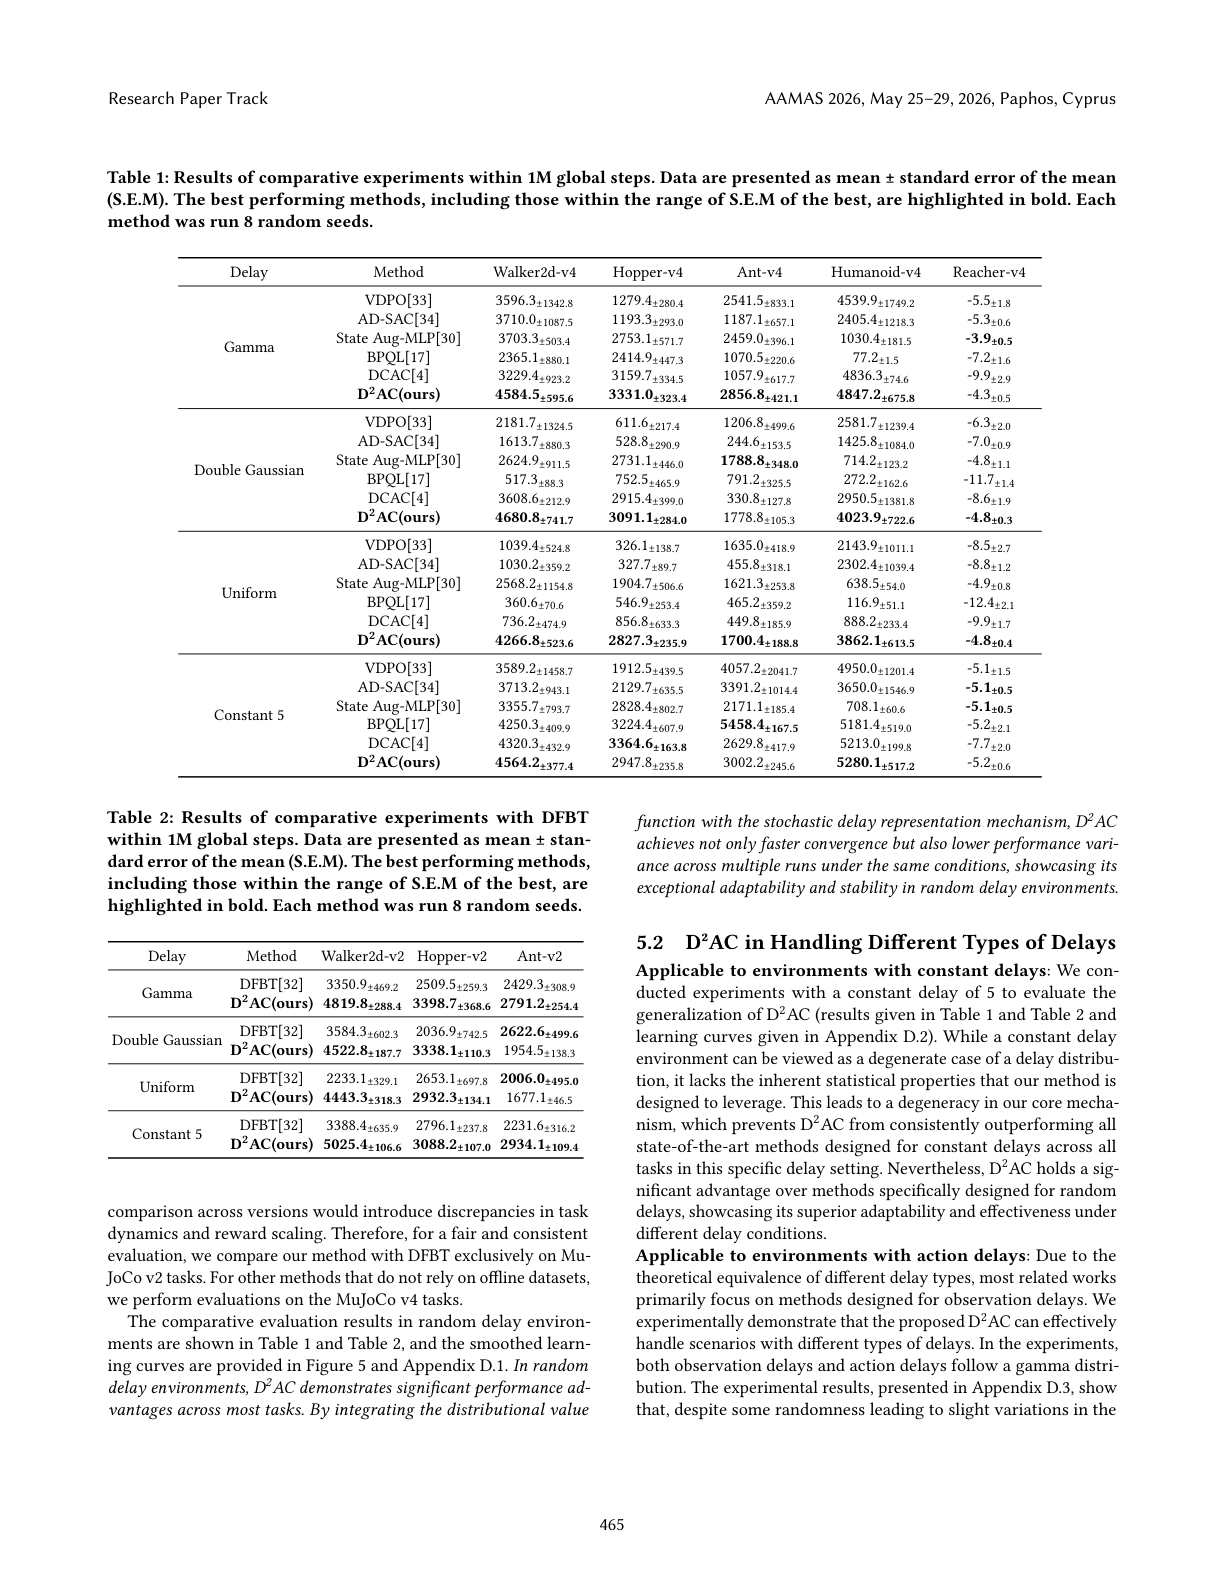 Research Paper Track
AAMAS 2026, May 25–29, 2026, Paphos, Cyprus
Table 1: Results of comparative experiments within 1M global steps. Data are presented as mean ± standard error of the mean
(S.E.M). The best performing methods, including those within the range of S.E.M of the best, are highlighted in bold. Each
method was run 8 random seeds.
Delay Method Walker2d-v4 Hopper-v4 Ant-v4 Humanoid-v4 Reacher-v4
Gamma
VDPO[33] 3596.3±1342.8 1279.4±280.4 2541.5±833.1 4539.9±1749.2 -5.5±1.8
AD-SAC[34] 3710.0±1087.5 1193.3±293.0 1187.1±657.1 2405.4±1218.3 -5.3±0.6
State Aug-MLP[30] 3703.3±503.4 2753.1±571.7 2459.0±396.1 1030.4±181.5 -3.9±0.5
BPQL[17] 2365.1±880.1 2414.9±447.3 1070.5±220.6 77.2±1.5 -7.2±1.6
DCAC[4] 3229.4±923.2 3159.7±334.5 1057.9±617.7 4836.3±74.6 -9.9±2.9
D²AC(ours) 4584.5±595.6 3331.0±323.4 2856.8±421.1 4847.2±675.8 -4.3±0.5
Double Gaussian
VDPO[33] 2181.7±1324.5 611.6±217.4 1206.8±499.6 2581.7±1239.4 -6.3±2.0
AD-SAC[34] 1613.7±880.3 528.8±290.9 244.6±153.5 1425.8±1084.0 -7.0±0.9
State Aug-MLP[30] 2624.9±911.5 2731.1±446.0 1788.8±348.0 714.2±123.2 -4.8±1.1
BPQL[17] 517.3±88.3 752.5±465.9 791.2±325.5 272.2±162.6 -11.7±1.4
DCAC[4] 3608.6±212.9 2915.4±399.0 330.8±127.8 2950.5±1381.8 -8.6±1.9
D²AC(ours) 4680.8±741.7 3091.1±284.0 1778.8±105.3 4023.9±722.6 -4.8±0.3
Uniform
VDPO[33] 1039.4±524.8 326.1±138.7 1635.0±418.9 2143.9±1011.1 -8.5±2.7
AD-SAC[34] 1030.2±359.2 327.7±89.7 455.8±318.1 2302.4±1039.4 -8.8±1.2
State Aug-MLP[30] 2568.2±1154.8 1904.7±506.6 1621.3±253.8 638.5±54.0 -4.9±0.8
BPQL[17] 360.6±70.6 546.9±253.4 465.2±359.2 116.9±51.1 -12.4±2.1
DCAC[4] 736.2±474.9 856.8±633.3 449.8±185.9 888.2±233.4 -9.9±1.7
D²AC(ours) 4266.8±523.6 2827.3±235.9 1700.4±188.8 3862.1±613.5 -4.8±0.4
Constant 5
VDPO[33] 3589.2±1458.7 1912.5±439.5 4057.2±2041.7 4950.0±1201.4 -5.1±1.5
AD-SAC[34] 3713.2±943.1 2129.7±635.5 3391.2±1014.4 3650.0±1546.9 -5.1±0.5
State Aug-MLP[30] 3355.7±793.7 2828.4±802.7 2171.1±185.4 708.1±60.6 -5.1±0.5
BPQL[17] 4250.3±409.9 3224.4±607.9 5458.4±167.5 5181.4±519.0 -5.2±2.1
DCAC[4] 4320.3±432.9 3364.6±163.8 2629.8±417.9 5213.0±199.8 -7.7±2.0
D²AC(ours) 4564.2±377.4 2947.8±235.8 3002.2±245.6 5280.1±517.2 -5.2±0.6
Table 2: Results of comparative experiments with DFBT
within 1M global steps. Data are presented as mean ± stan-
dard error of the mean (S.E.M). The best performing methods,
including those within the range of S.E.M of the best, are
highlighted in bold. Each method was run 8 random seeds.
Delay Method Walker2d-v2 Hopper-v2 Ant-v2
Gamma
DFBT[32] 3350.9±469.2 2509.5±259.3 2429.3±308.9
D²AC(ours) 4819.8±288.4 3398.7±368.6 2791.2±254.4
Double Gaussian
DFBT[32] 3584.3±602.3 2036.9±742.5 2622.6±499.6
D²AC(ours) 4522.8±187.7 3338.1±110.3 1954.5±138.3
Uniform
DFBT[32] 2233.1±329.1 2653.1±697.8 2006.0±495.0
D²AC(ours) 4443.3±318.3 2932.3±134.1 1677.1±46.5
Constant 5
DFBT[32] 3388.4±635.9 2796.1±237.8 2231.6±316.2
D²AC(ours) 5025.4±106.6 3088.2±107.0 2934.1±109.4
comparison across versions would introduce discrepancies in task
dynamics and reward scaling. Therefore, for a fair and consistent
evaluation, we compare our method with DFBT exclusively on Mu-
JoCo v2 tasks. For other methods that do not rely on offline datasets,
we perform evaluations on the MuJoCo v4 tasks.
The comparative evaluation results in random delay environ-
ments are shown in Table 1 and Table 2, and the smoothed learn-
ing curves are provided in Figure 5 and Appendix D.1. In random
delay environments, D²AC demonstrates significant performance ad-
vantages across most tasks. By integrating the distributional value
function with the stochastic delay representation mechanism, D²AC
achieves not only faster convergence but also lower performance vari-
ance across multiple runs under the same conditions, showcasing its
exceptional adaptability and stability in random delay environments.
5.2 D²AC in Handling Different Types of Delays
Applicable to environments with constant delays: We con-
ducted experiments with a constant delay of 5 to evaluate the
generalization of D²AC (results given in Table 1 and Table 2 and
learning curves given in Appendix D.2). While a constant delay
environment can be viewed as a degenerate case of a delay distribu-
tion, it lacks the inherent statistical properties that our method is
designed to leverage. This leads to a degeneracy in our core mecha-
nism, which prevents D²AC from consistently outperforming all
state-of-the-art methods designed for constant delays across all
tasks in this specific delay setting. Nevertheless, D²AC holds a sig-
nificant advantage over methods specifically designed for random
delays, showcasing its superior adaptability and effectiveness under
different delay conditions.
Applicable to environments with action delays: Due to the
theoretical equivalence of different delay types, most related works
primarily focus on methods designed for observation delays. We
experimentally demonstrate that the proposed D²AC can effectively
handle scenarios with different types of delays. In the experiments,
both observation delays and action delays follow a gamma distri-
bution. The experimental results, presented in Appendix D.3, show
that, despite some randomness leading to slight variations in the
465